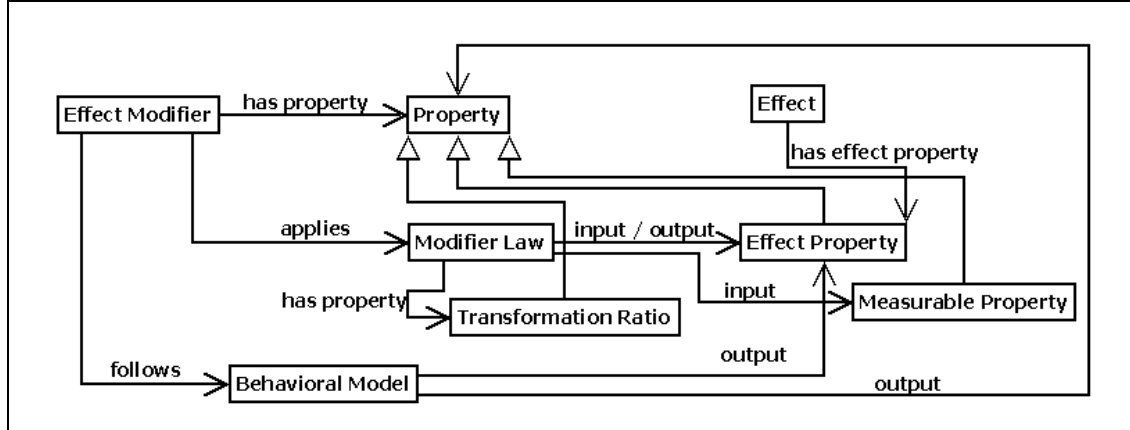 Effect Modifier
has property
Property
Effect
has effect property
applies
Modifier Law
input / output
Effect Property
has property
Transformation Ratio
input
Measurable Property
follows
Behavioral Model
output
output